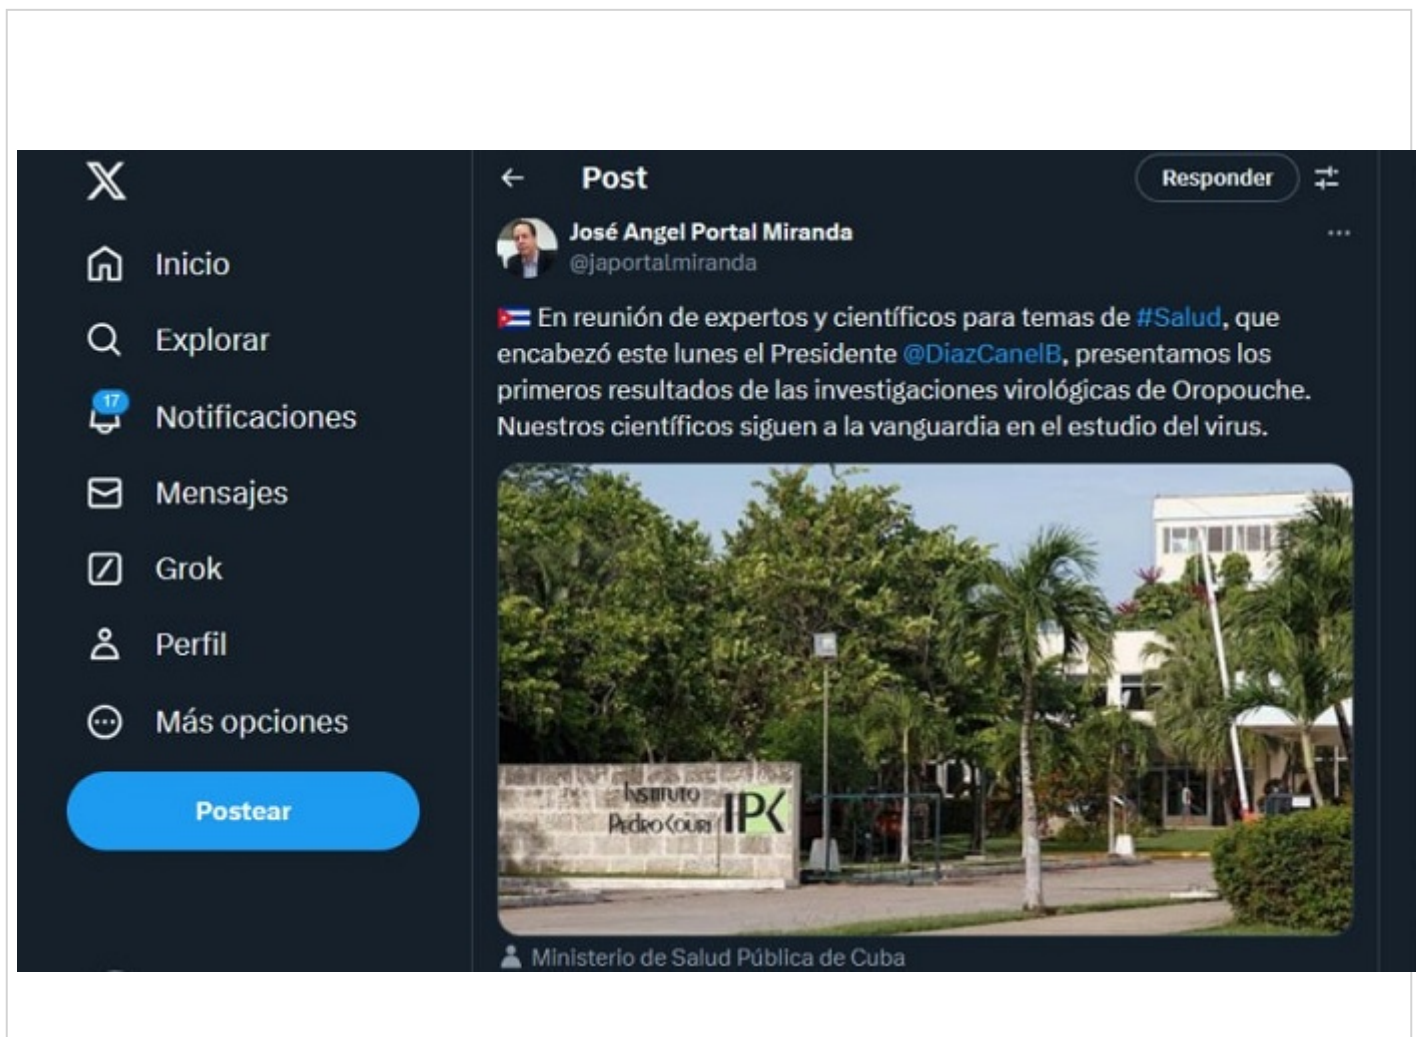 Post
Responder
José Angel Portal Miranda
@japortalmiranda
Inicio
Explorar
17
Notificaciones
Mensajes
Grok
Perfil
Más opciones
Postear
En reunión de expertos y científicos para temas de #Salud, que
encabezó este lunes el Presidente @DiazCanelB, presentamos los
primeros resultados de las investigaciones virológicas de Oropouche.
Nuestros científicos siguen a la vanguardia en el estudio del virus.
Instituto
Pedro Kourí
IPK
Ministerio de Salud Pública de Cuba